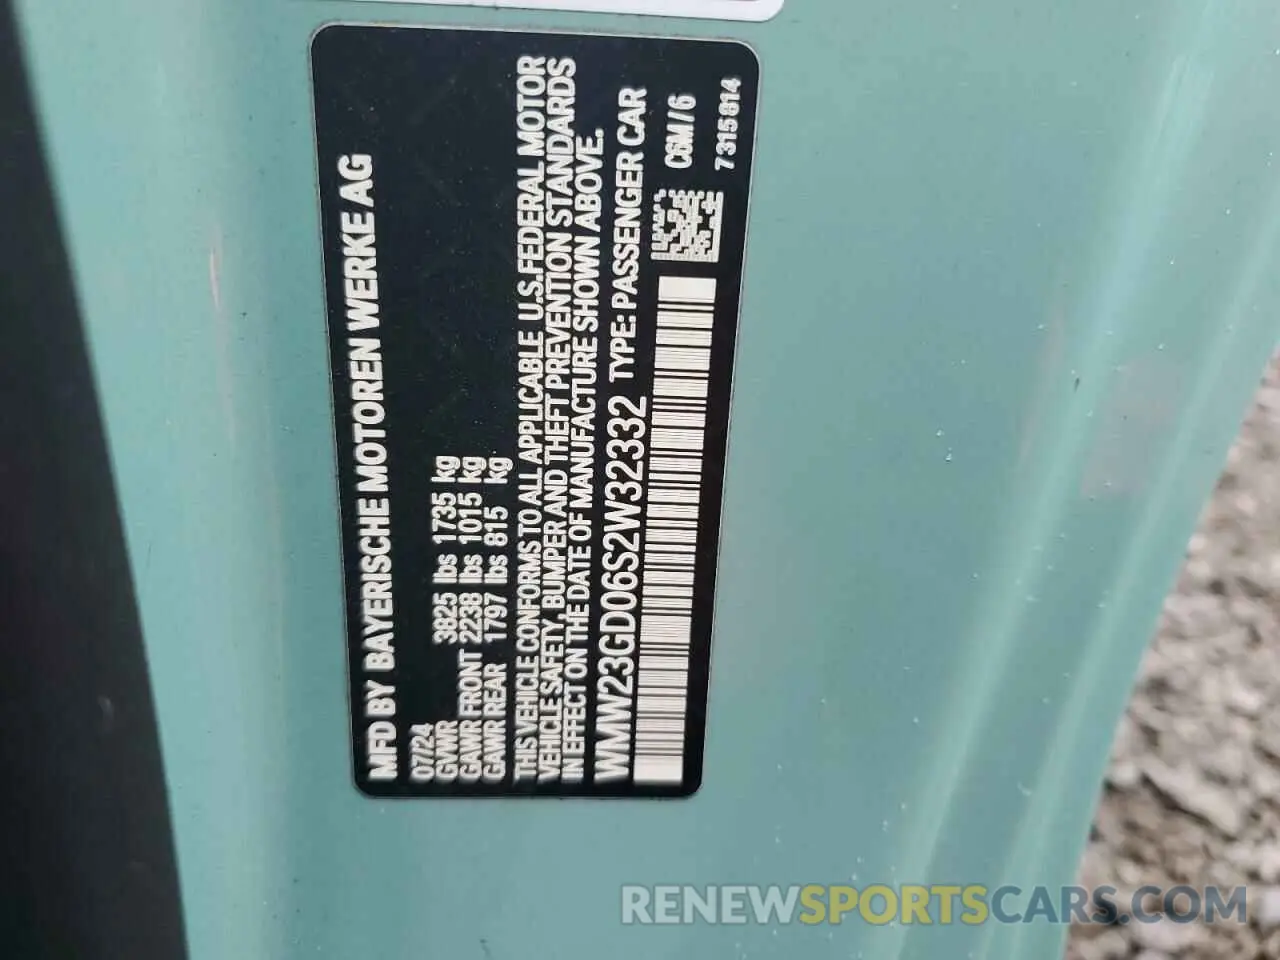 MFD BY BAYERISCHE MOTOREN WERKE AG
07/24
GVWR 3825 lbs 1735 kg
GAWR FRONT 2238 lbs 1015 kg
GAWR REAR 1797 lbs 815 kg
THIS VEHICLE CONFORMS TO ALL APPLICABLE U.S.FEDERAL MOTOR
VEHICLE SAFETY, BUMPER AND THEFT PREVENTION STANDARDS
IN EFFECT ON THE DATE OF MANUFACTURE SHOWN ABOVE.
WMW23GD06S2W32332 TYPE: PASSENGER CAR
C6M/6
7315814
RENEWSPORTSCARS.COM